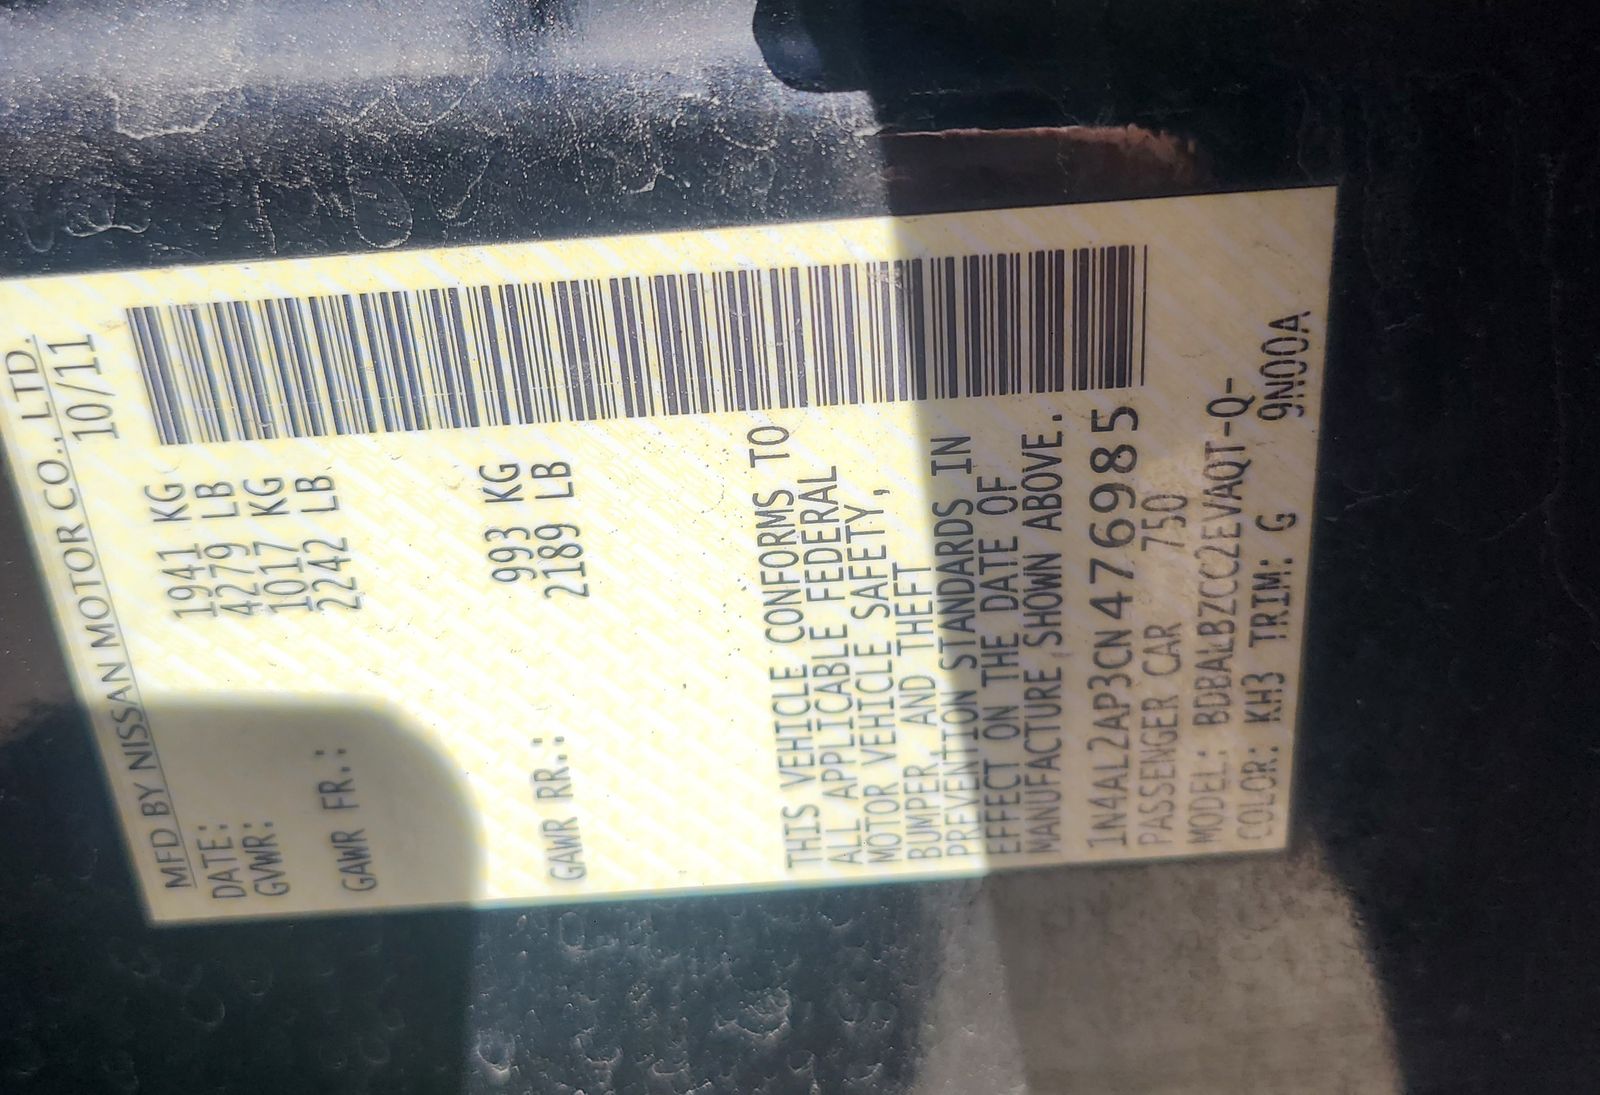 MFD BY NISSAN MOTOR CO., LTD.
DATE: 10/11
GVWR: 1941 KG
4279 LB
GAWR FR.: 1017 KG
2242 LB
GAWR RR.: 993 KG
2189 LB
THIS VEHICLE CONFORMS TO
ALL APPLICABLE FEDERAL
MOTOR VEHICLE SAFETY,
BUMPER, AND THEFT
PREVENTION STANDARDS IN
EFFECT ON THE DATE OF
MANUFACTURE SHOWN ABOVE.
1N4AL2AP3CN476985
PASSENGER CAR 750
MODEL: BDBALBZCC2EVAQT-Q-
COLOR: KH3 TRIM: G 9N00A